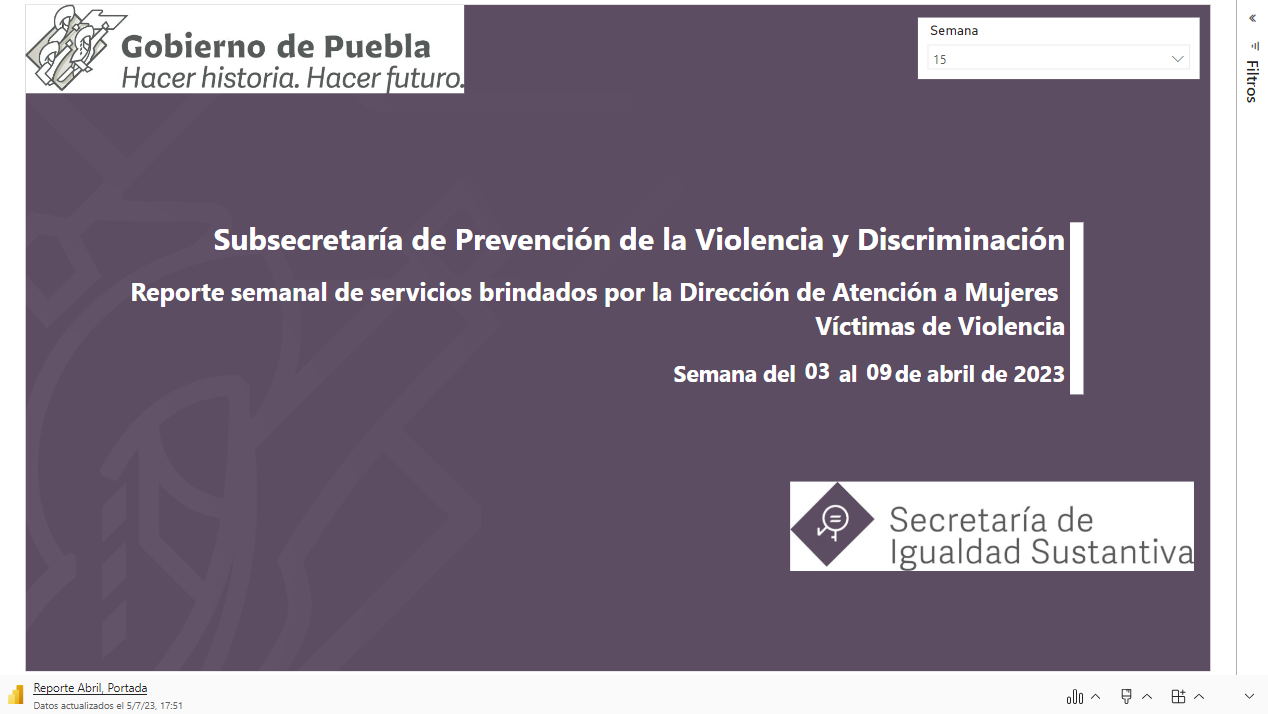 Gobierno de Puebla
Hacer historia. Hacer futuro.
Semana
15
Filtros
Subsecretaría de Prevención de la Violencia y Discriminación
Reporte semanal de servicios brindados por la Dirección de Atención a Mujeres
Víctimas de Violencia
Semana del 03 al 09 de abril de 2023
Secretaría de
Igualdad Sustantiva
Reporte Abril, Portada
Datos actualizados el 5/7/23, 17:51